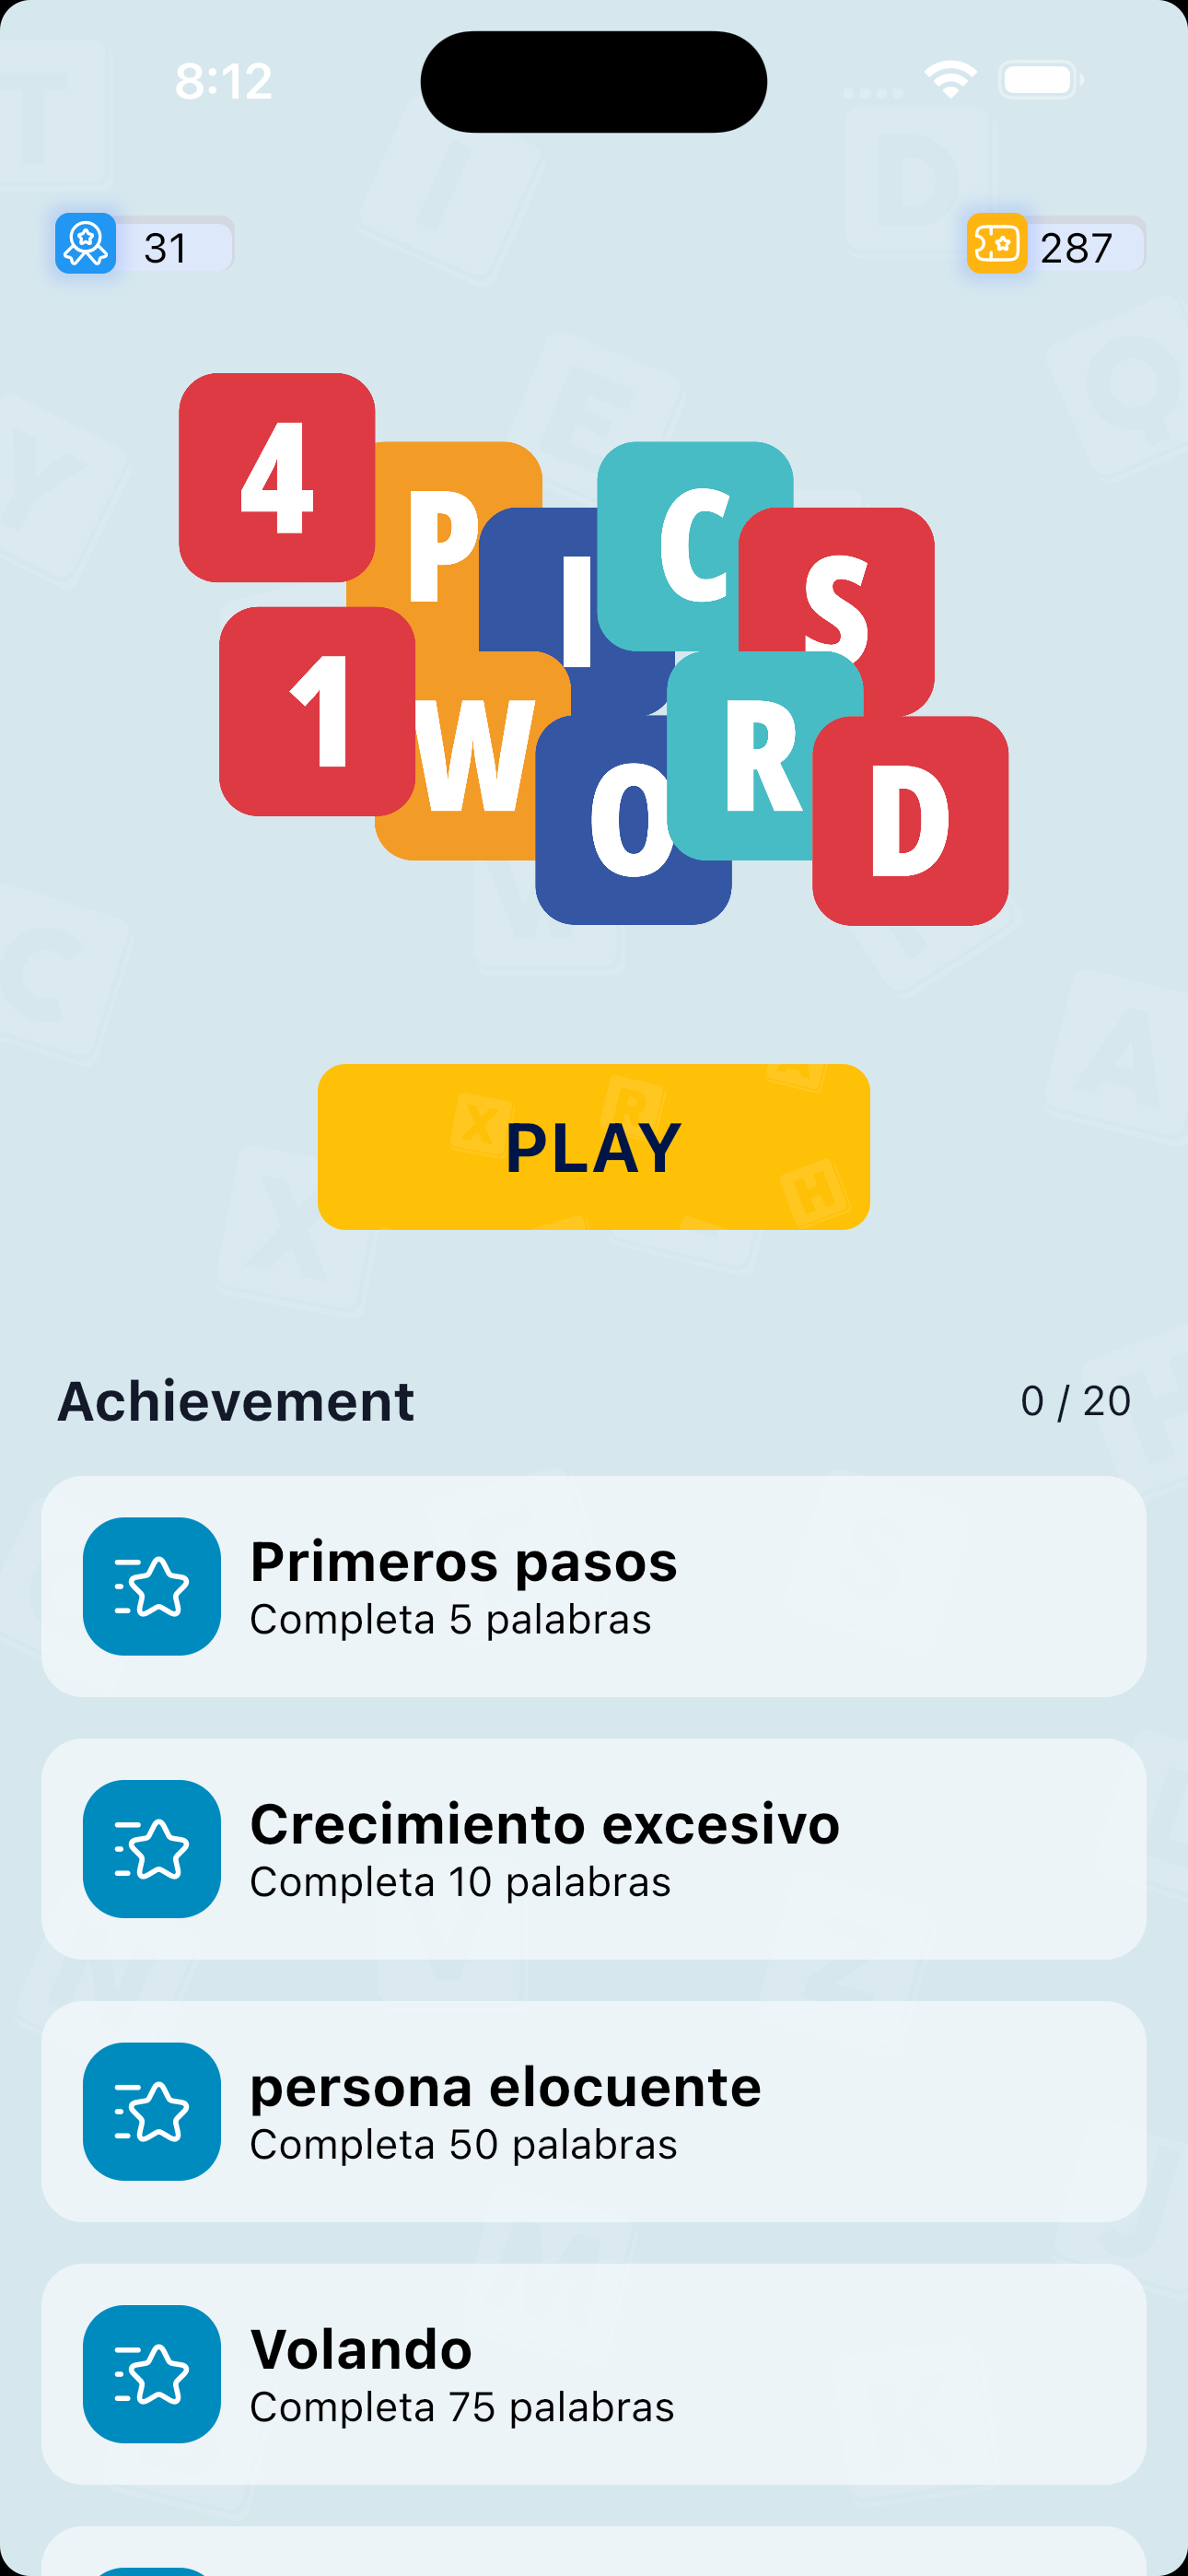 8:12
31
287
4 PICS
1 WORD
PLAY
Achievement
0 / 20
Primeros pasos
Completa 5 palabras
Crecimiento excesivo
Completa 10 palabras
persona elocuente
Completa 50 palabras
Volando
Completa 75 palabras